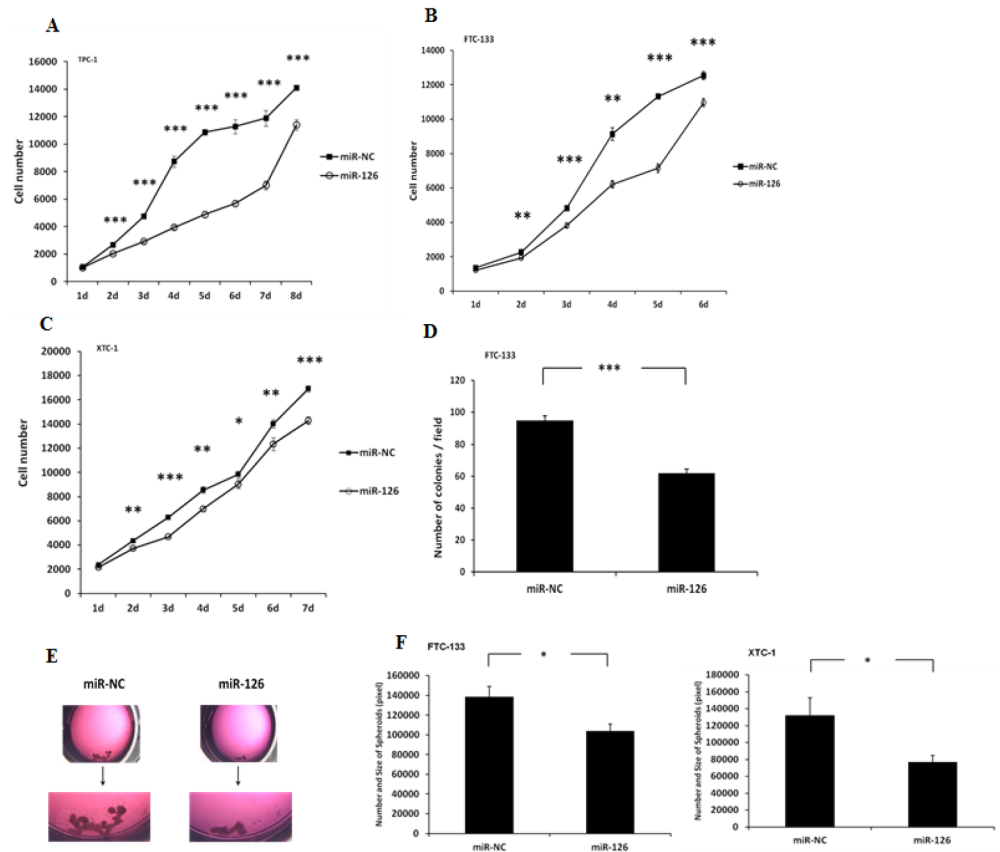 A
TPC-1
Cell number
16000
14000
12000
10000
8000
6000
4000
2000
0
1d 2d 3d 4d 5d 6d 7d 8d
*** *** *** *** *** *** ***
miR-NC
miR-126
B
FTC-133
Cell number
14000
12000
10000
8000
6000
4000
2000
0
1d 2d 3d 4d 5d 6d
** *** ** *** ***
miR-NC
miR-126
C
XTC-1
Cell number
20000
18000
16000
14000
12000
10000
8000
6000
4000
2000
0
1d 2d 3d 4d 5d 6d 7d
** *** ** * ** ***
miR-NC
miR-126
D
FTC-133
***
Number of colonies / field
120
100
80
60
40
20
0
miR-NC miR-126
E
miR-NC miR-126
F
FTC-133
*
Number and Size of Spheroids (pixel)
160000
140000
120000
100000
80000
60000
40000
20000
0
miR-NC miR-126
XTC-1
*
Number and Size of Spheroids (pixel)
180000
160000
140000
120000
100000
80000
60000
40000
20000
0
miR-NC miR-126